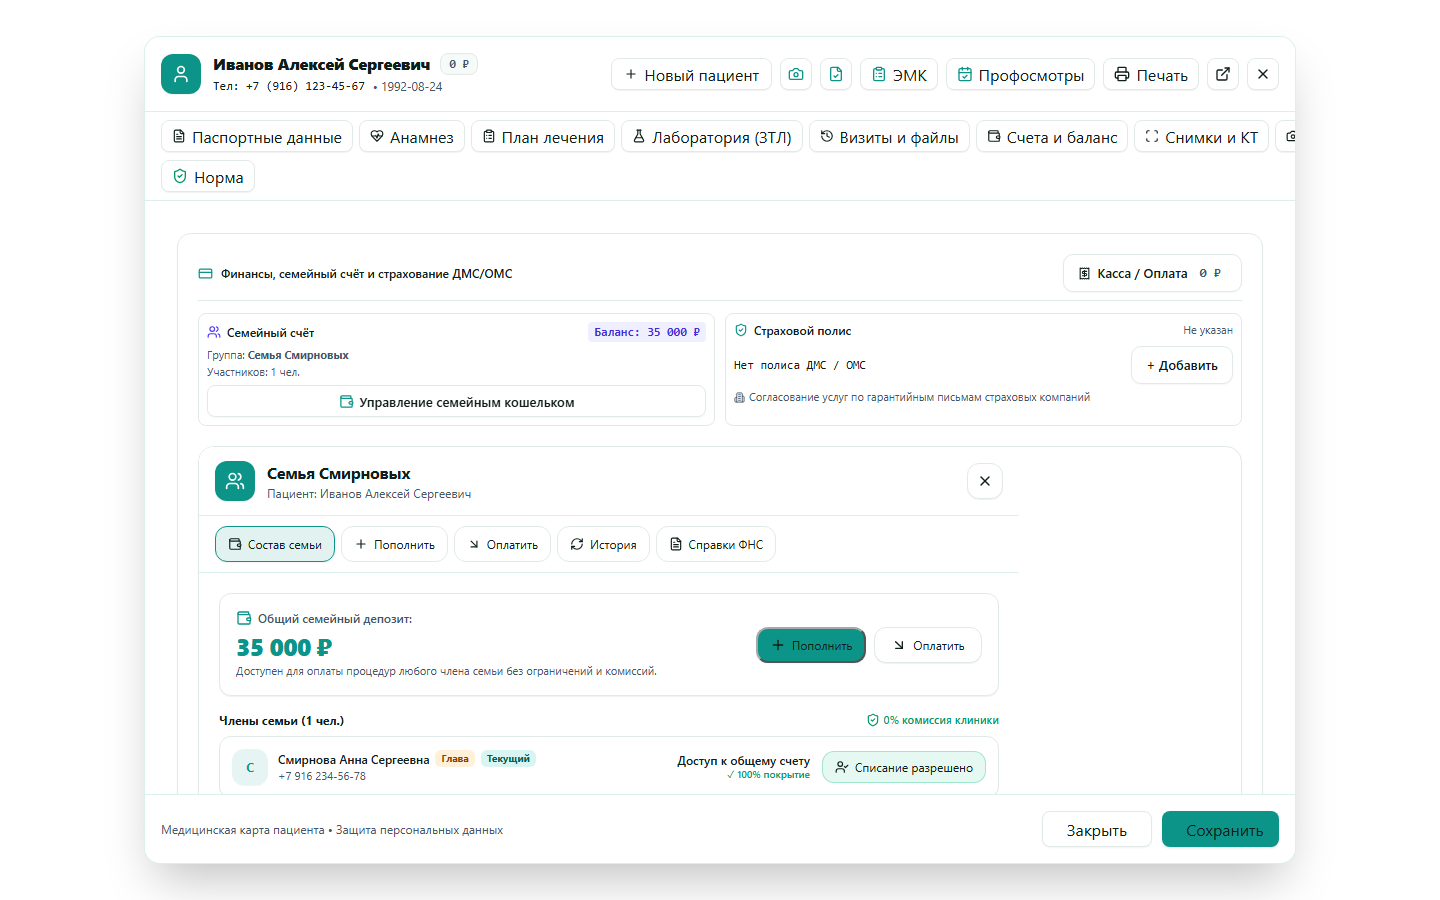 Иванов Алексей Сергеевич 0 ₽
Тел: +7 (916) 123-45-67 • 1992-08-24
Новый пациент
ЭМК
Профосмотры
Печать
Паспортные данные
Анамнез
План лечения
Лаборатория (ЗТЛ)
Визиты и файлы
Счета и баланс
Снимки и КТ
Норма
Финансы, семейный счёт и страхование ДМС/ОМС
Касса / Оплата 0 ₽
Семейный счёт
Баланс: 35 000 ₽
Группа: Семья Смирновых
Участников: 1 чел.
Управление семейным кошельком
Страховой полис
Не указан
Нет полиса ДМС / ОМС
+ Добавить
Согласование услуг по гарантийным письмам страховых компаний
Семья Смирновых
Пациент: Иванов Алексей Сергеевич
Состав семьи
Пополнить
Оплатить
История
Справки ФНС
Общий семейный депозит:
35 000 ₽
Доступен для оплаты процедур любого члена семьи без ограничений и комиссий.
Пополнить
Оплатить
Члены семьи (1 чел.)
0% комиссия клиники
С
Смирнова Анна Сергеевна Глава Текущий
+7 916 234-56-78
Доступ к общему счету
✓ 100% покрытие
Списание разрешено
Медицинская карта пациента • Защита персональных данных
Закрыть
Сохранить